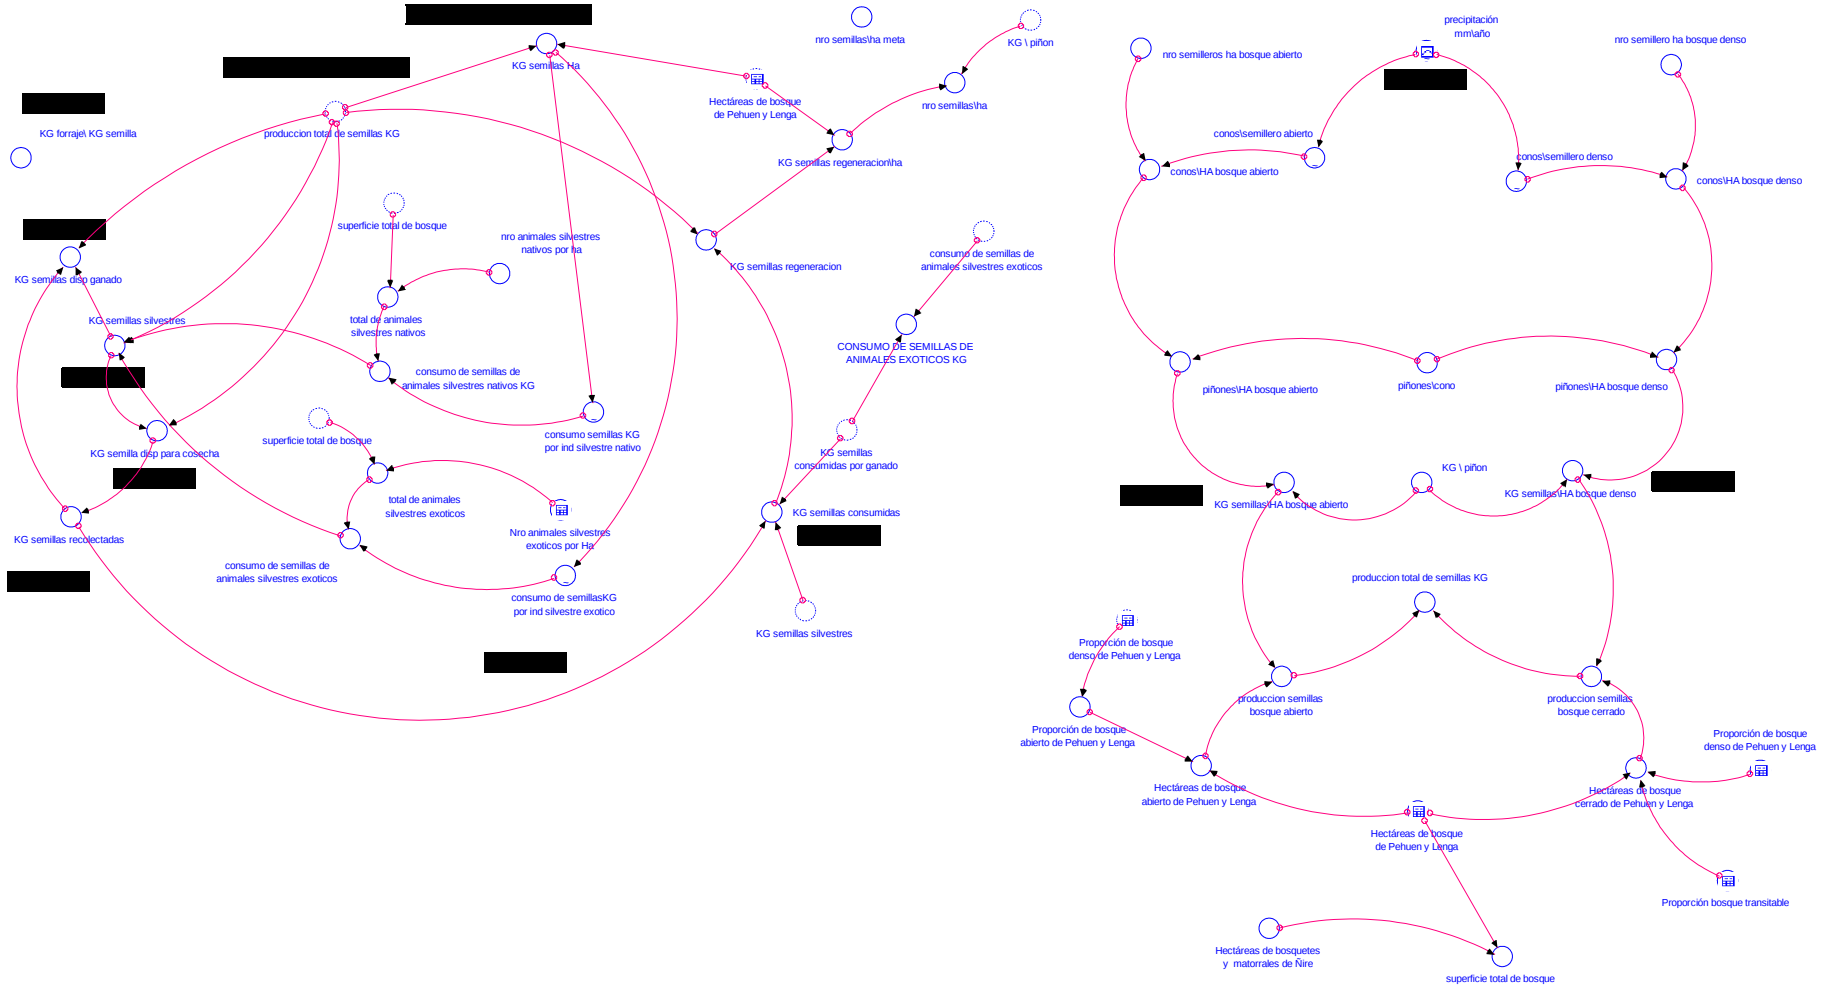 nro semillas\ha meta
KG \ piñon
KG semillas Ha
Hectáreas de bosque
de Pehuen y Lenga
nro semillas\ha
KG forraje\ KG semilla
produccion total de semillas KG
KG semillas regeneracion\ha
superficie total de bosque
nro animales silvestres
nativos por ha
KG semillas regeneracion
consumo de semillas de
animales silvestres exoticos
KG semillas disp ganado
KG semillas silvestres
total de animales
silvestres nativos
CONSUMO DE SEMILLAS DE
ANIMALES EXOTICOS KG
consumo de semillas de
animales silvestres nativos KG
superficie total de bosque
consumo semillas KG
por ind silvestre nativo
KG semilla disp para cosecha
KG semillas
consumidas por ganado
total de animales
silvestres exoticos
KG semillas recolectadas
Nro animales silvestres
exoticos por Ha
KG semillas consumidas
consumo de semillas de
animales silvestres exoticos
consumo de semillasKG
por ind silvestre exotico
KG semillas silvestres
precipitación
mm\año
nro semilleros ha bosque abierto
nro semillero ha bosque denso
conos\semillero abierto
conos\semillero denso
conos\HA bosque abierto
conos\HA bosque denso
piñones\HA bosque abierto
piñones\cono
piñones\HA bosque denso
KG \ piñon
KG semillas\HA bosque abierto
KG semillas\HA bosque denso
produccion total de semillas KG
Proporción de bosque
denso de Pehuen y Lenga
produccion semillas
bosque abierto
produccion semillas
bosque cerrado
Proporción de bosque
abierto de Pehuen y Lenga
Proporción de bosque
denso de Pehuen y Lenga
Hectáreas de bosque
abierto de Pehuen y Lenga
Hectáreas de bosque
cerrado de Pehuen y Lenga
Hectáreas de bosque
de Pehuen y Lenga
Proporción bosque transitable
Hectáreas de bosquetes
y matorrales de Ñire
superficie total de bosque